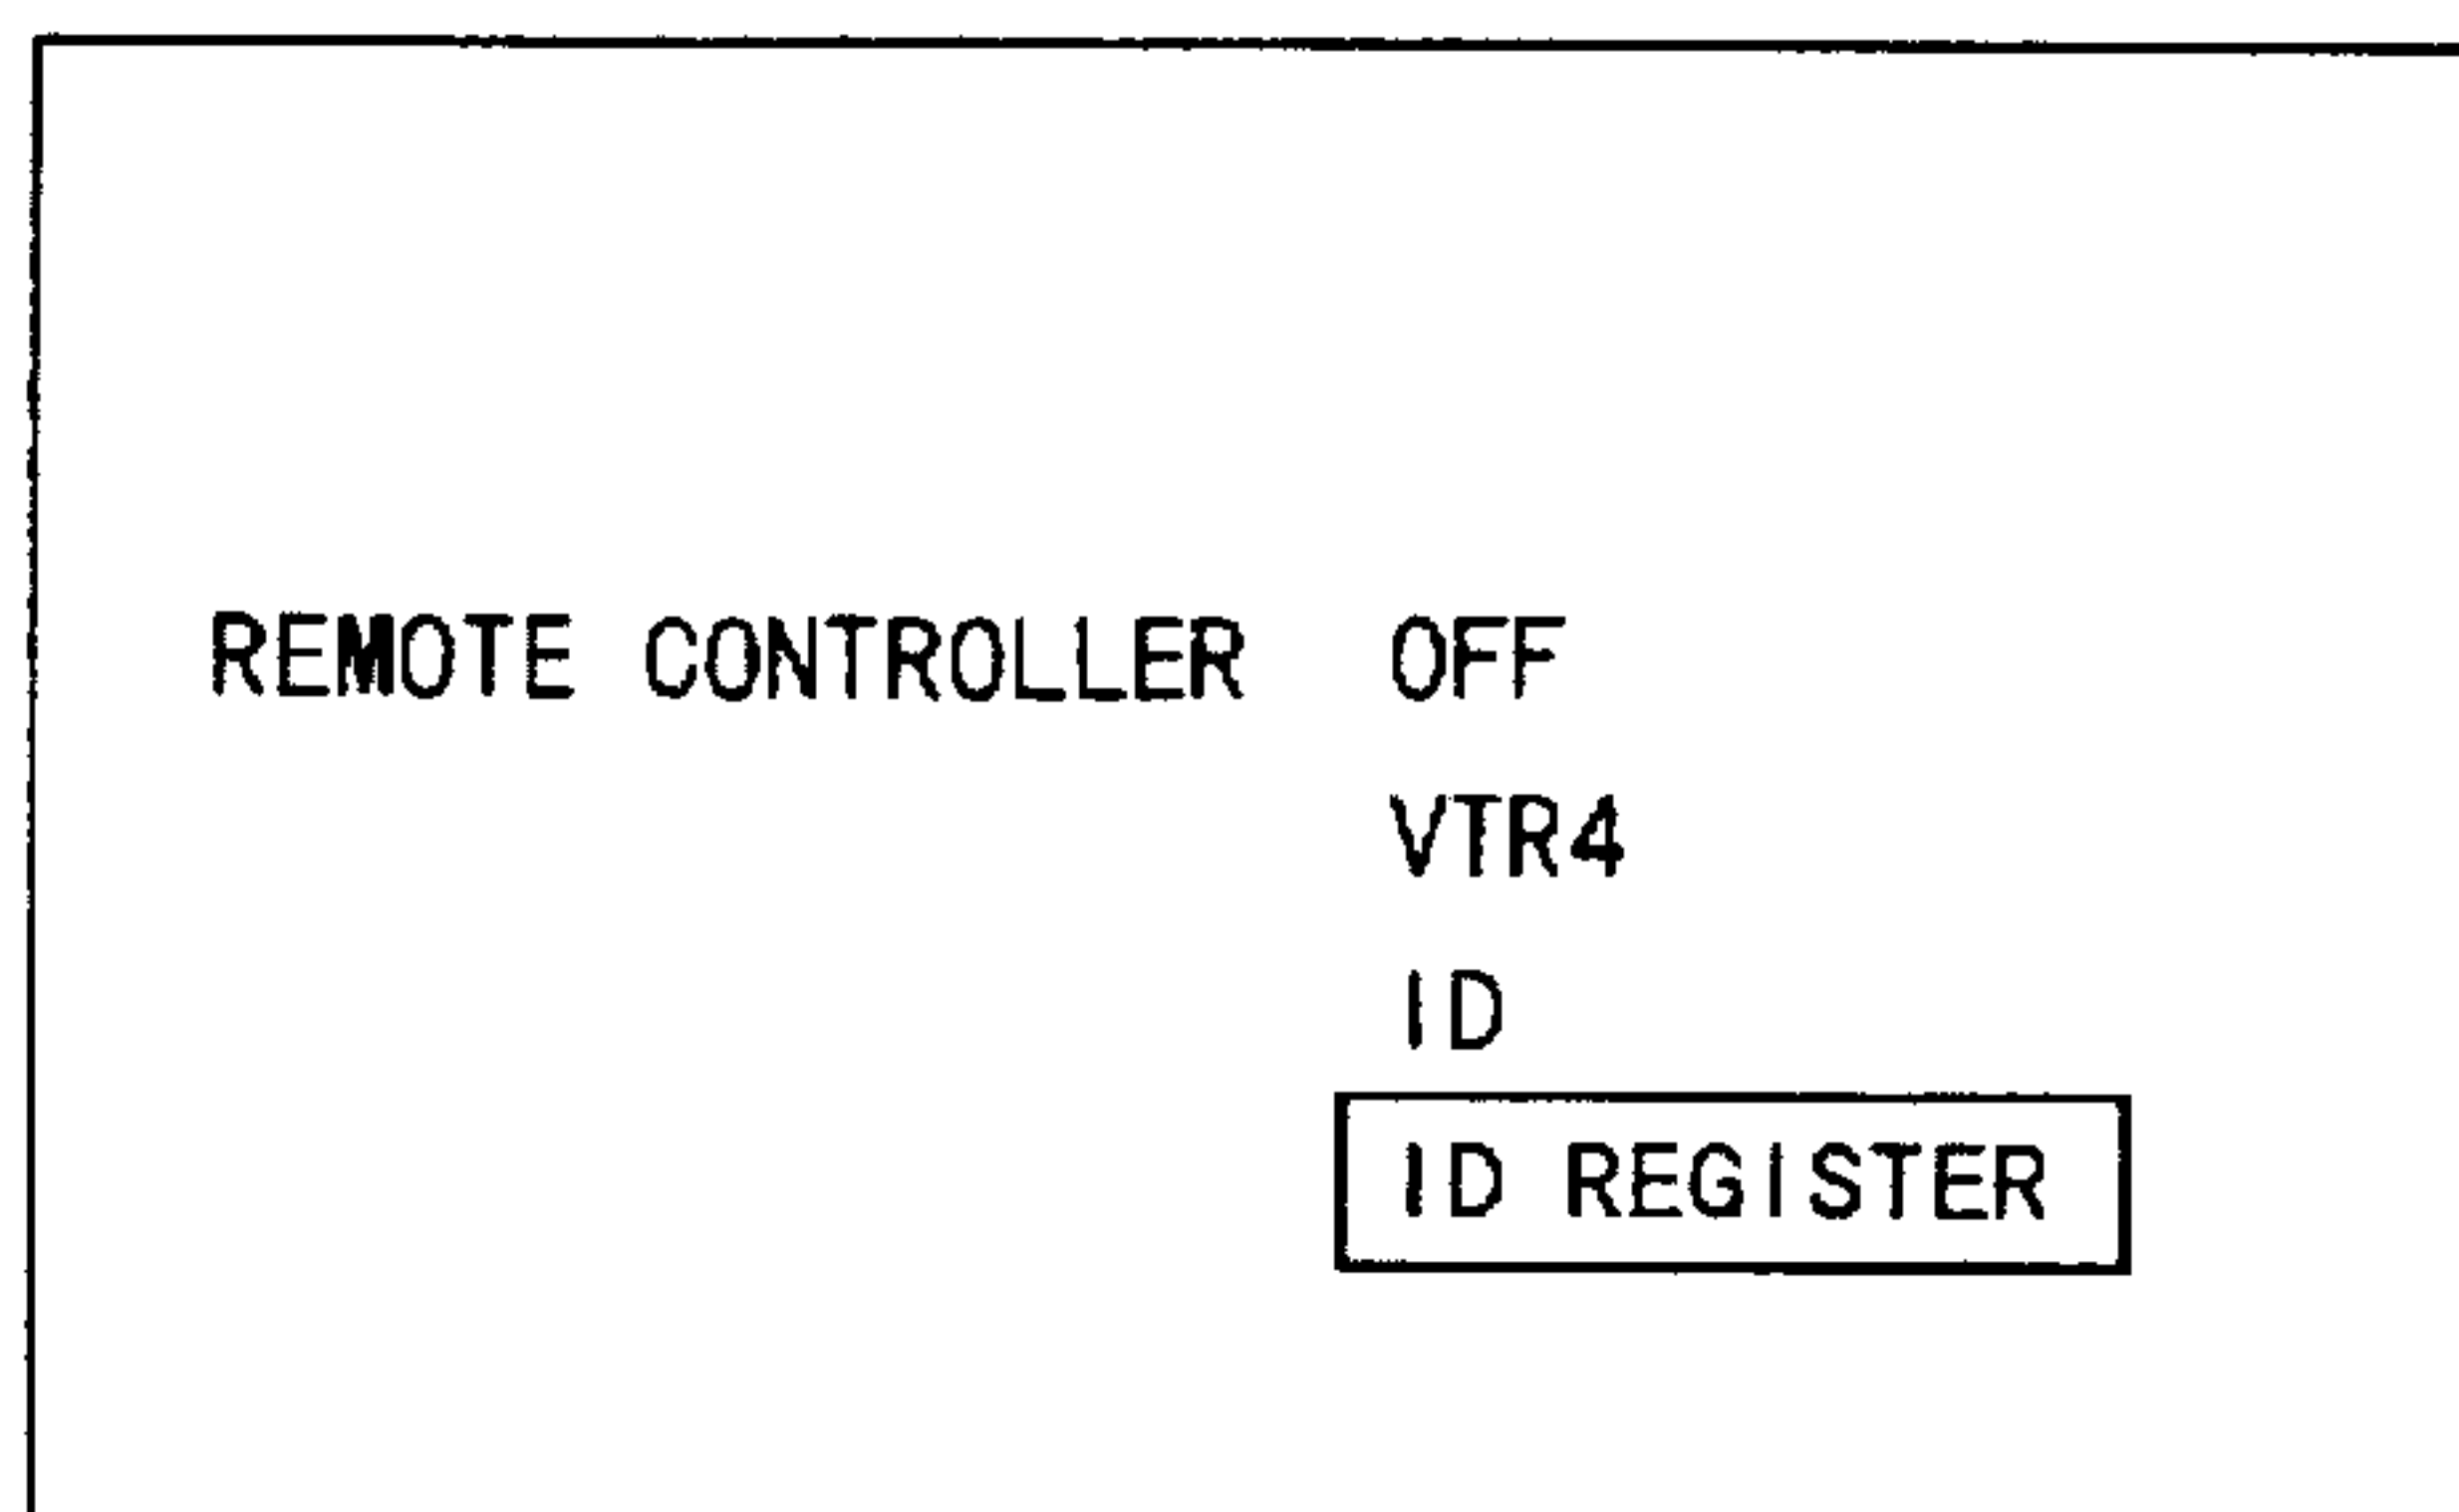 REMOTE CONTROLLER OFF
VTR4
ID
ID REGISTER